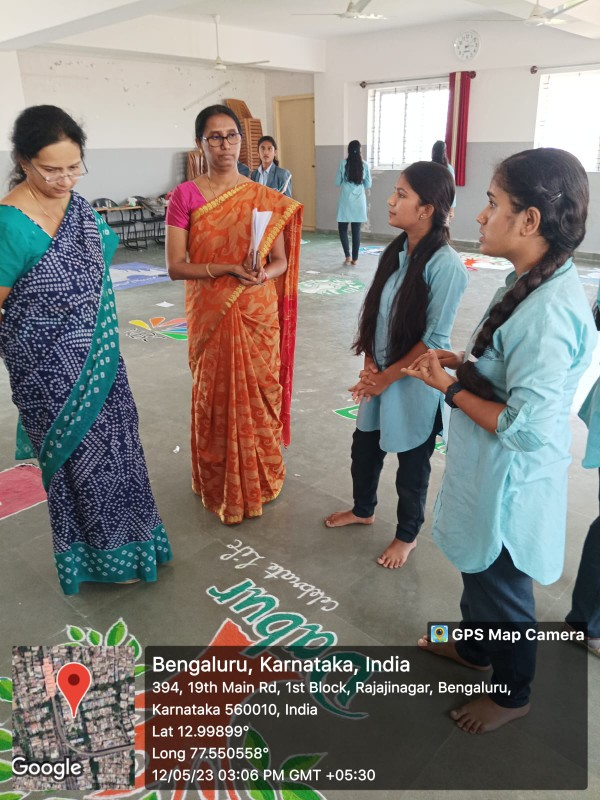 Celebrate Life
Dabur
GPS Map Camera
Bengaluru, Karnataka, India
394, 19th Main Rd, 1st Block, Rajajinagar, Bengaluru,
Karnataka 560010, India
Lat 12.99899°
Long 77.550558°
12/05/23 03:06 PM GMT +05:30
Google